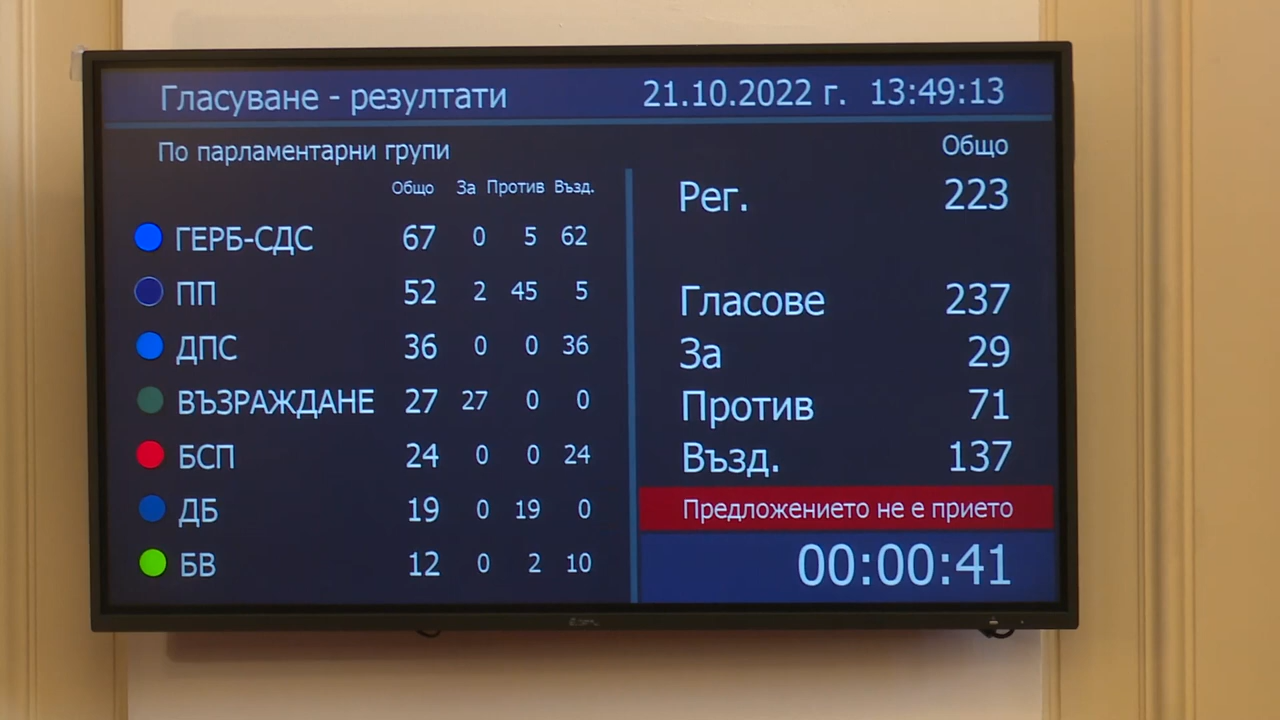 Гласуване - резултати 21.10.2022 г. 13:49:13
По парламентарни групи
Общо За Против Възд.
ГЕРБ-СДС 67 0 5 62
ПП 52 2 45 5
ДПС 36 0 0 36
ВЪЗРАЖДАНЕ 27 27 0 0
БСП 24 0 0 24
ДБ 19 0 19 0
БВ 12 0 2 10
Общо
Рег. 223
Гласове 237
За 29
Против 71
Възд. 137
Предложението не е прието
00:00:41